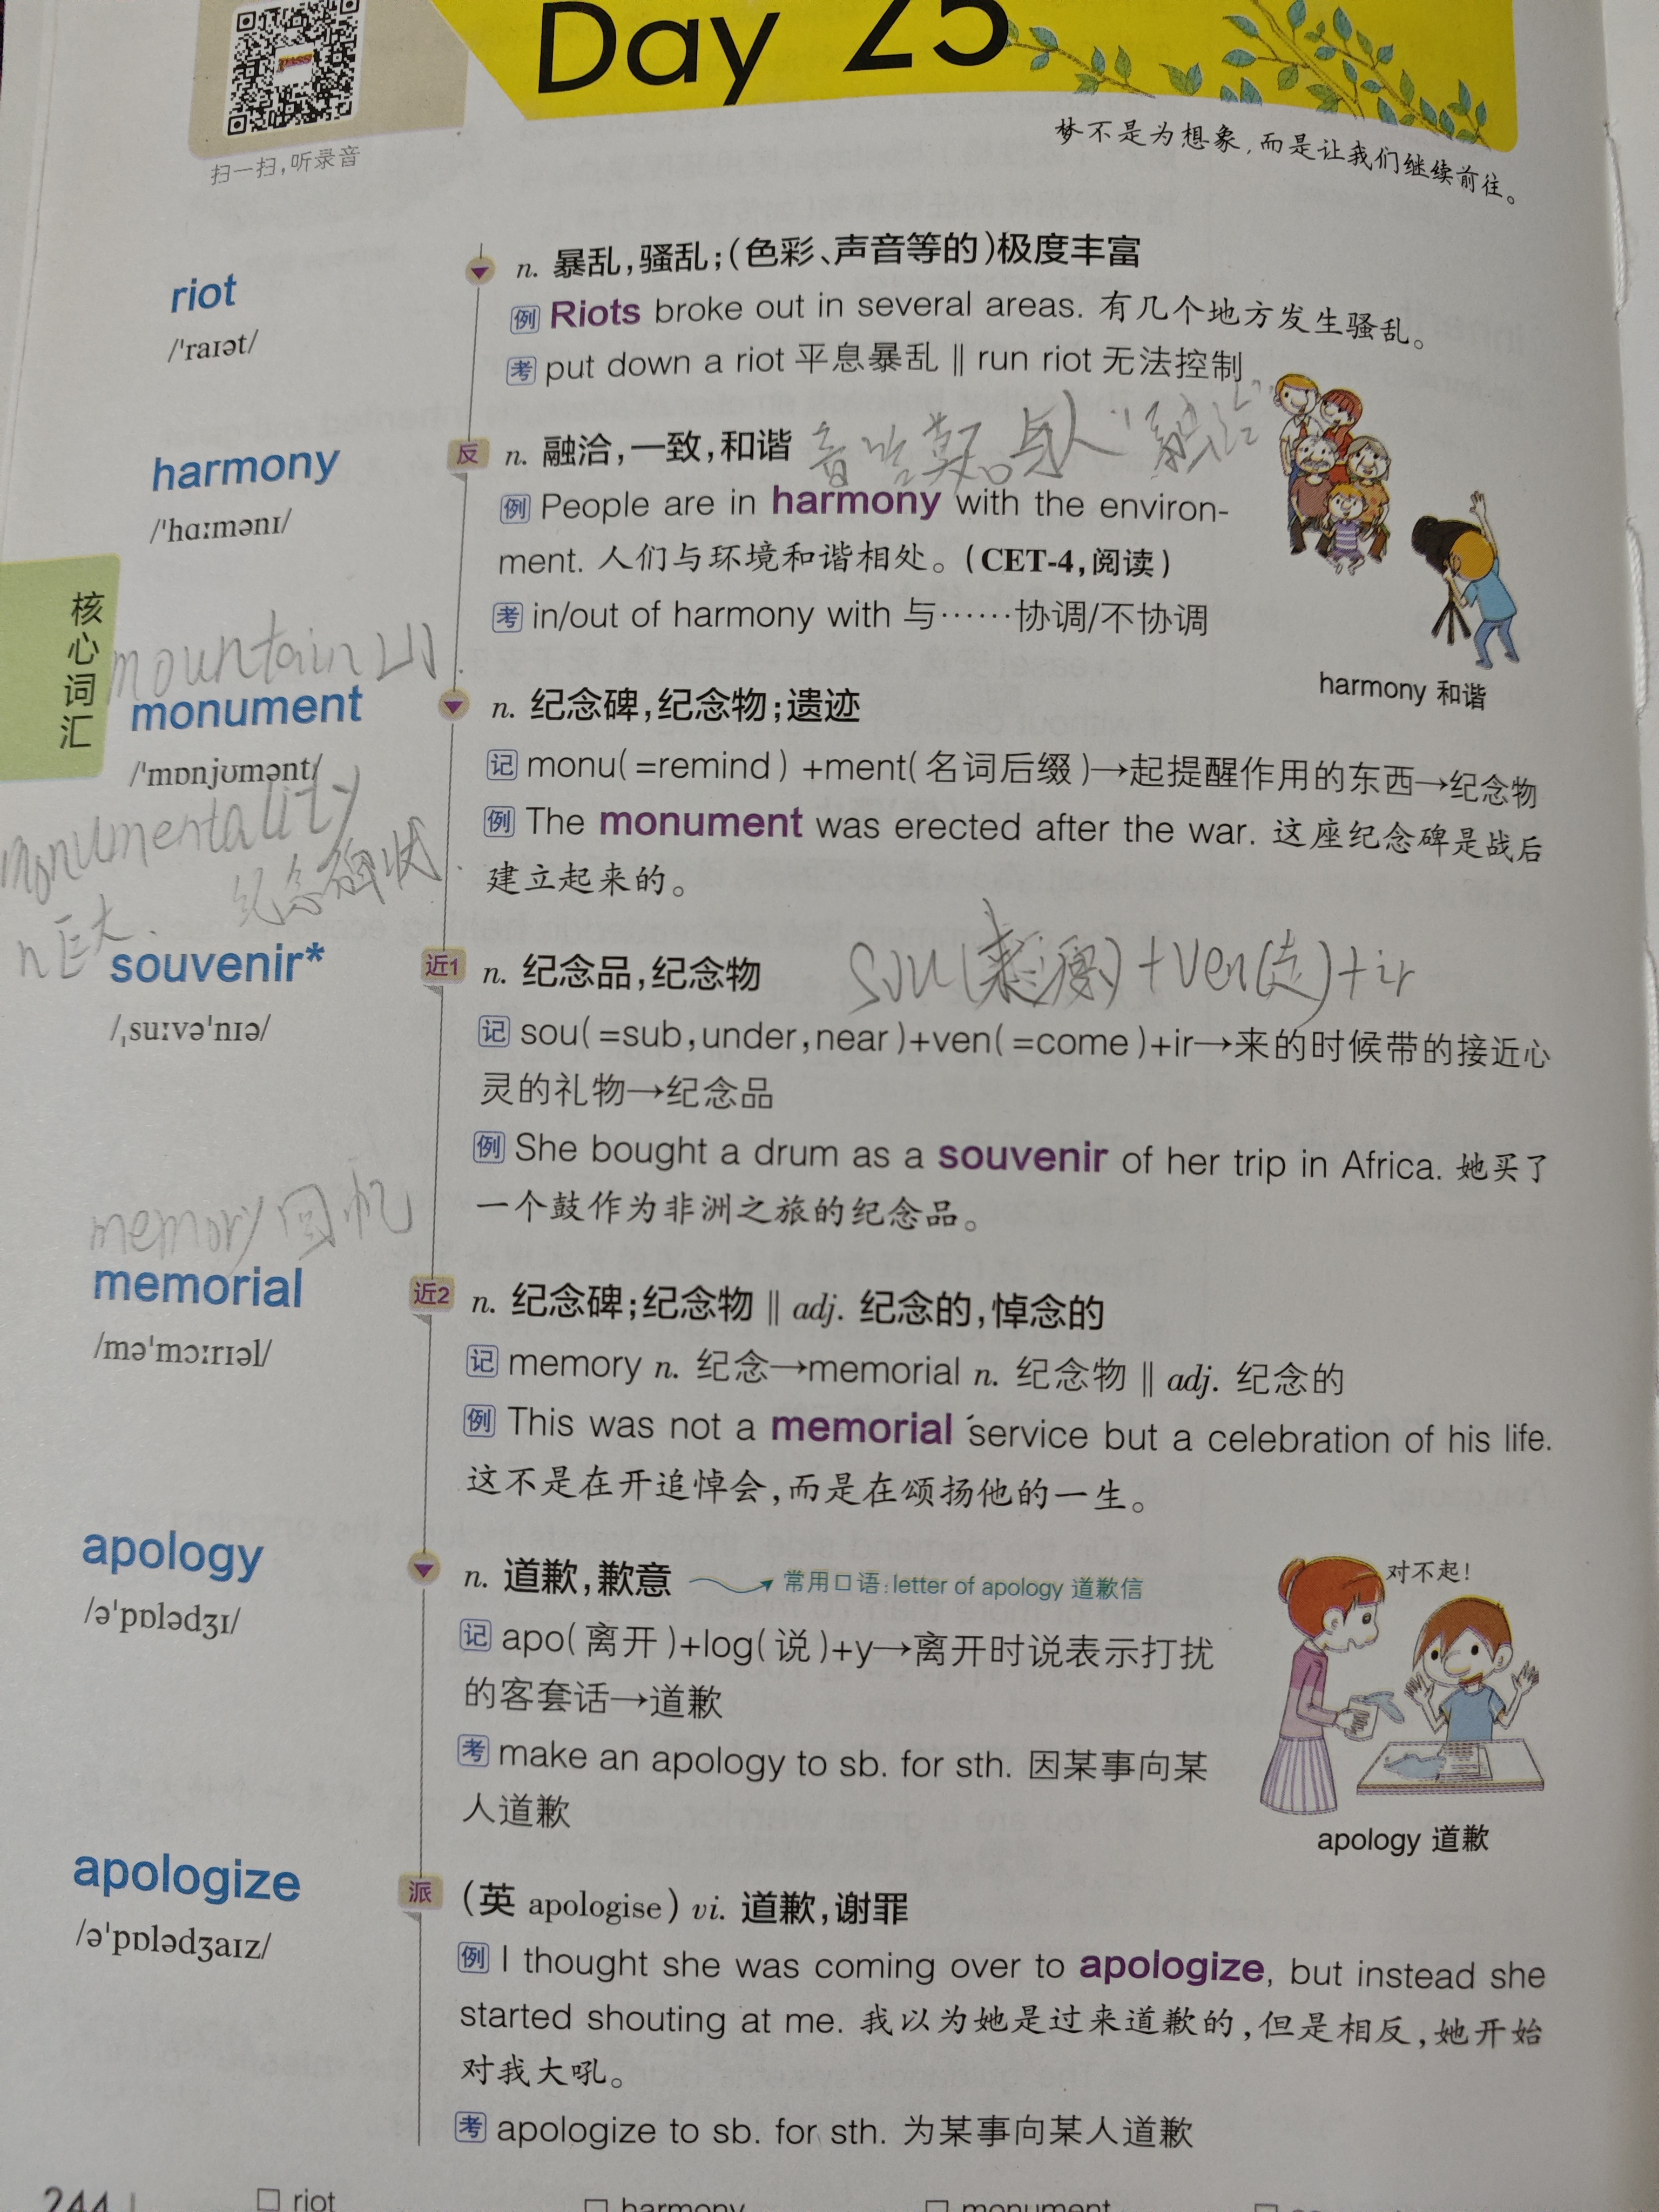 Day 25
pass
扫一扫,听录音
梦不是为想象,而是让我们继续前往。
核心词汇
riot
/ˈraɪət/
n. 暴乱,骚乱;(色彩、声音等的)极度丰富
例 Riots broke out in several areas. 有几个地方发生骚乱。
考 put down a riot 平息暴乱 ‖ run riot 无法控制
harmony
/ˈhɑːmənɪ/
反 n. 融洽,一致,和谐
例 People are in harmony with the environ-
ment. 人们与环境和谐相处。(CET-4,阅读)
考 in/out of harmony with 与……协调/不协调
harmony 和谐
mountain 山
monument
/ˈmɒnjʊmənt/
monumentality
纪念碑状
n 巨大.
n. 纪念碑,纪念物;遗迹
记 monu(=remind) +ment(名词后缀)→起提醒作用的东西→纪念物
例 The monument was erected after the war. 这座纪念碑是战后
建立起来的。
souvenir*
/ˌsuːvəˈnɪə/
近1 n. 纪念品,纪念物
+ven(走)+ir
记 sou(=sub,under,near)+ven(=come)+ir→来的时候带的接近心
灵的礼物→纪念品
例 She bought a drum as a souvenir of her trip in Africa. 她买了
一个鼓作为非洲之旅的纪念品。
memory 回忆
memorial
/məˈmɔːrɪəl/
近2 n. 纪念碑;纪念物 ‖ adj. 纪念的,悼念的
记 memory n. 纪念→memorial n. 纪念物 ‖ adj. 纪念的
例 This was not a memorial service but a celebration of his life.
这不是在开追悼会,而是在颂扬他的一生。
apology
/əˈpɒlədʒɪ/
n. 道歉,歉意 常用口语:letter of apology 道歉信
记 apo(离开)+log(说)+y→离开时说表示打扰
的客套话→道歉
考 make an apology to sb. for sth. 因某事向某
人道歉
对不起!
apology 道歉
apologize
/əˈpɒlədʒaɪz/
派 (英 apologise) vi. 道歉,谢罪
例 I thought she was coming over to apologize, but instead she
started shouting at me. 我以为她是过来道歉的,但是相反,她开始
对我大吼。
考 apologize to sb. for sth. 为某事向某人道歉
244 □ riot □ harmony □ monument